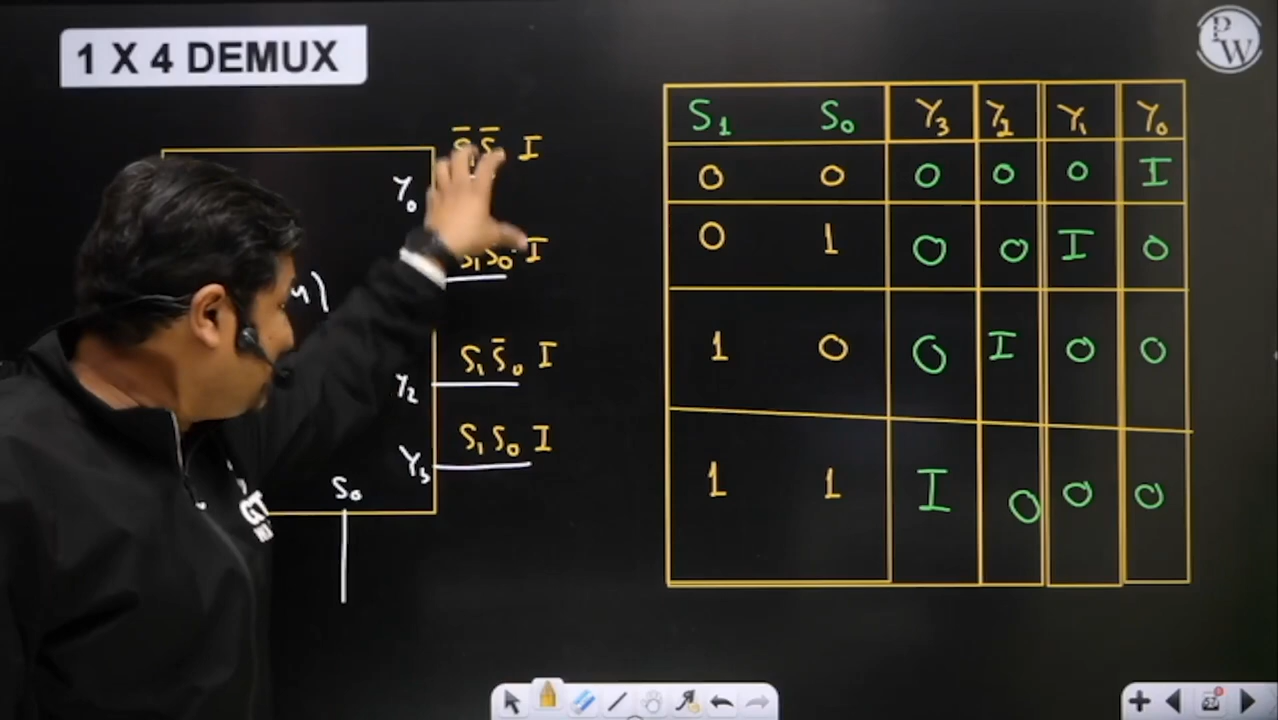 1 X 4 DEMUX
PW
S₁ S₀ Y₃ Y₂ Y₁ Y₀
0 0 0 0 0 I
0 1 0 0 I 0
1 0 0 I 0 0
1 1 I 0 0 0
I
Y₀
S₁S₀ I
Y₂ S₁S̄₀ I
Y₃ S₁S₀ I
S₀